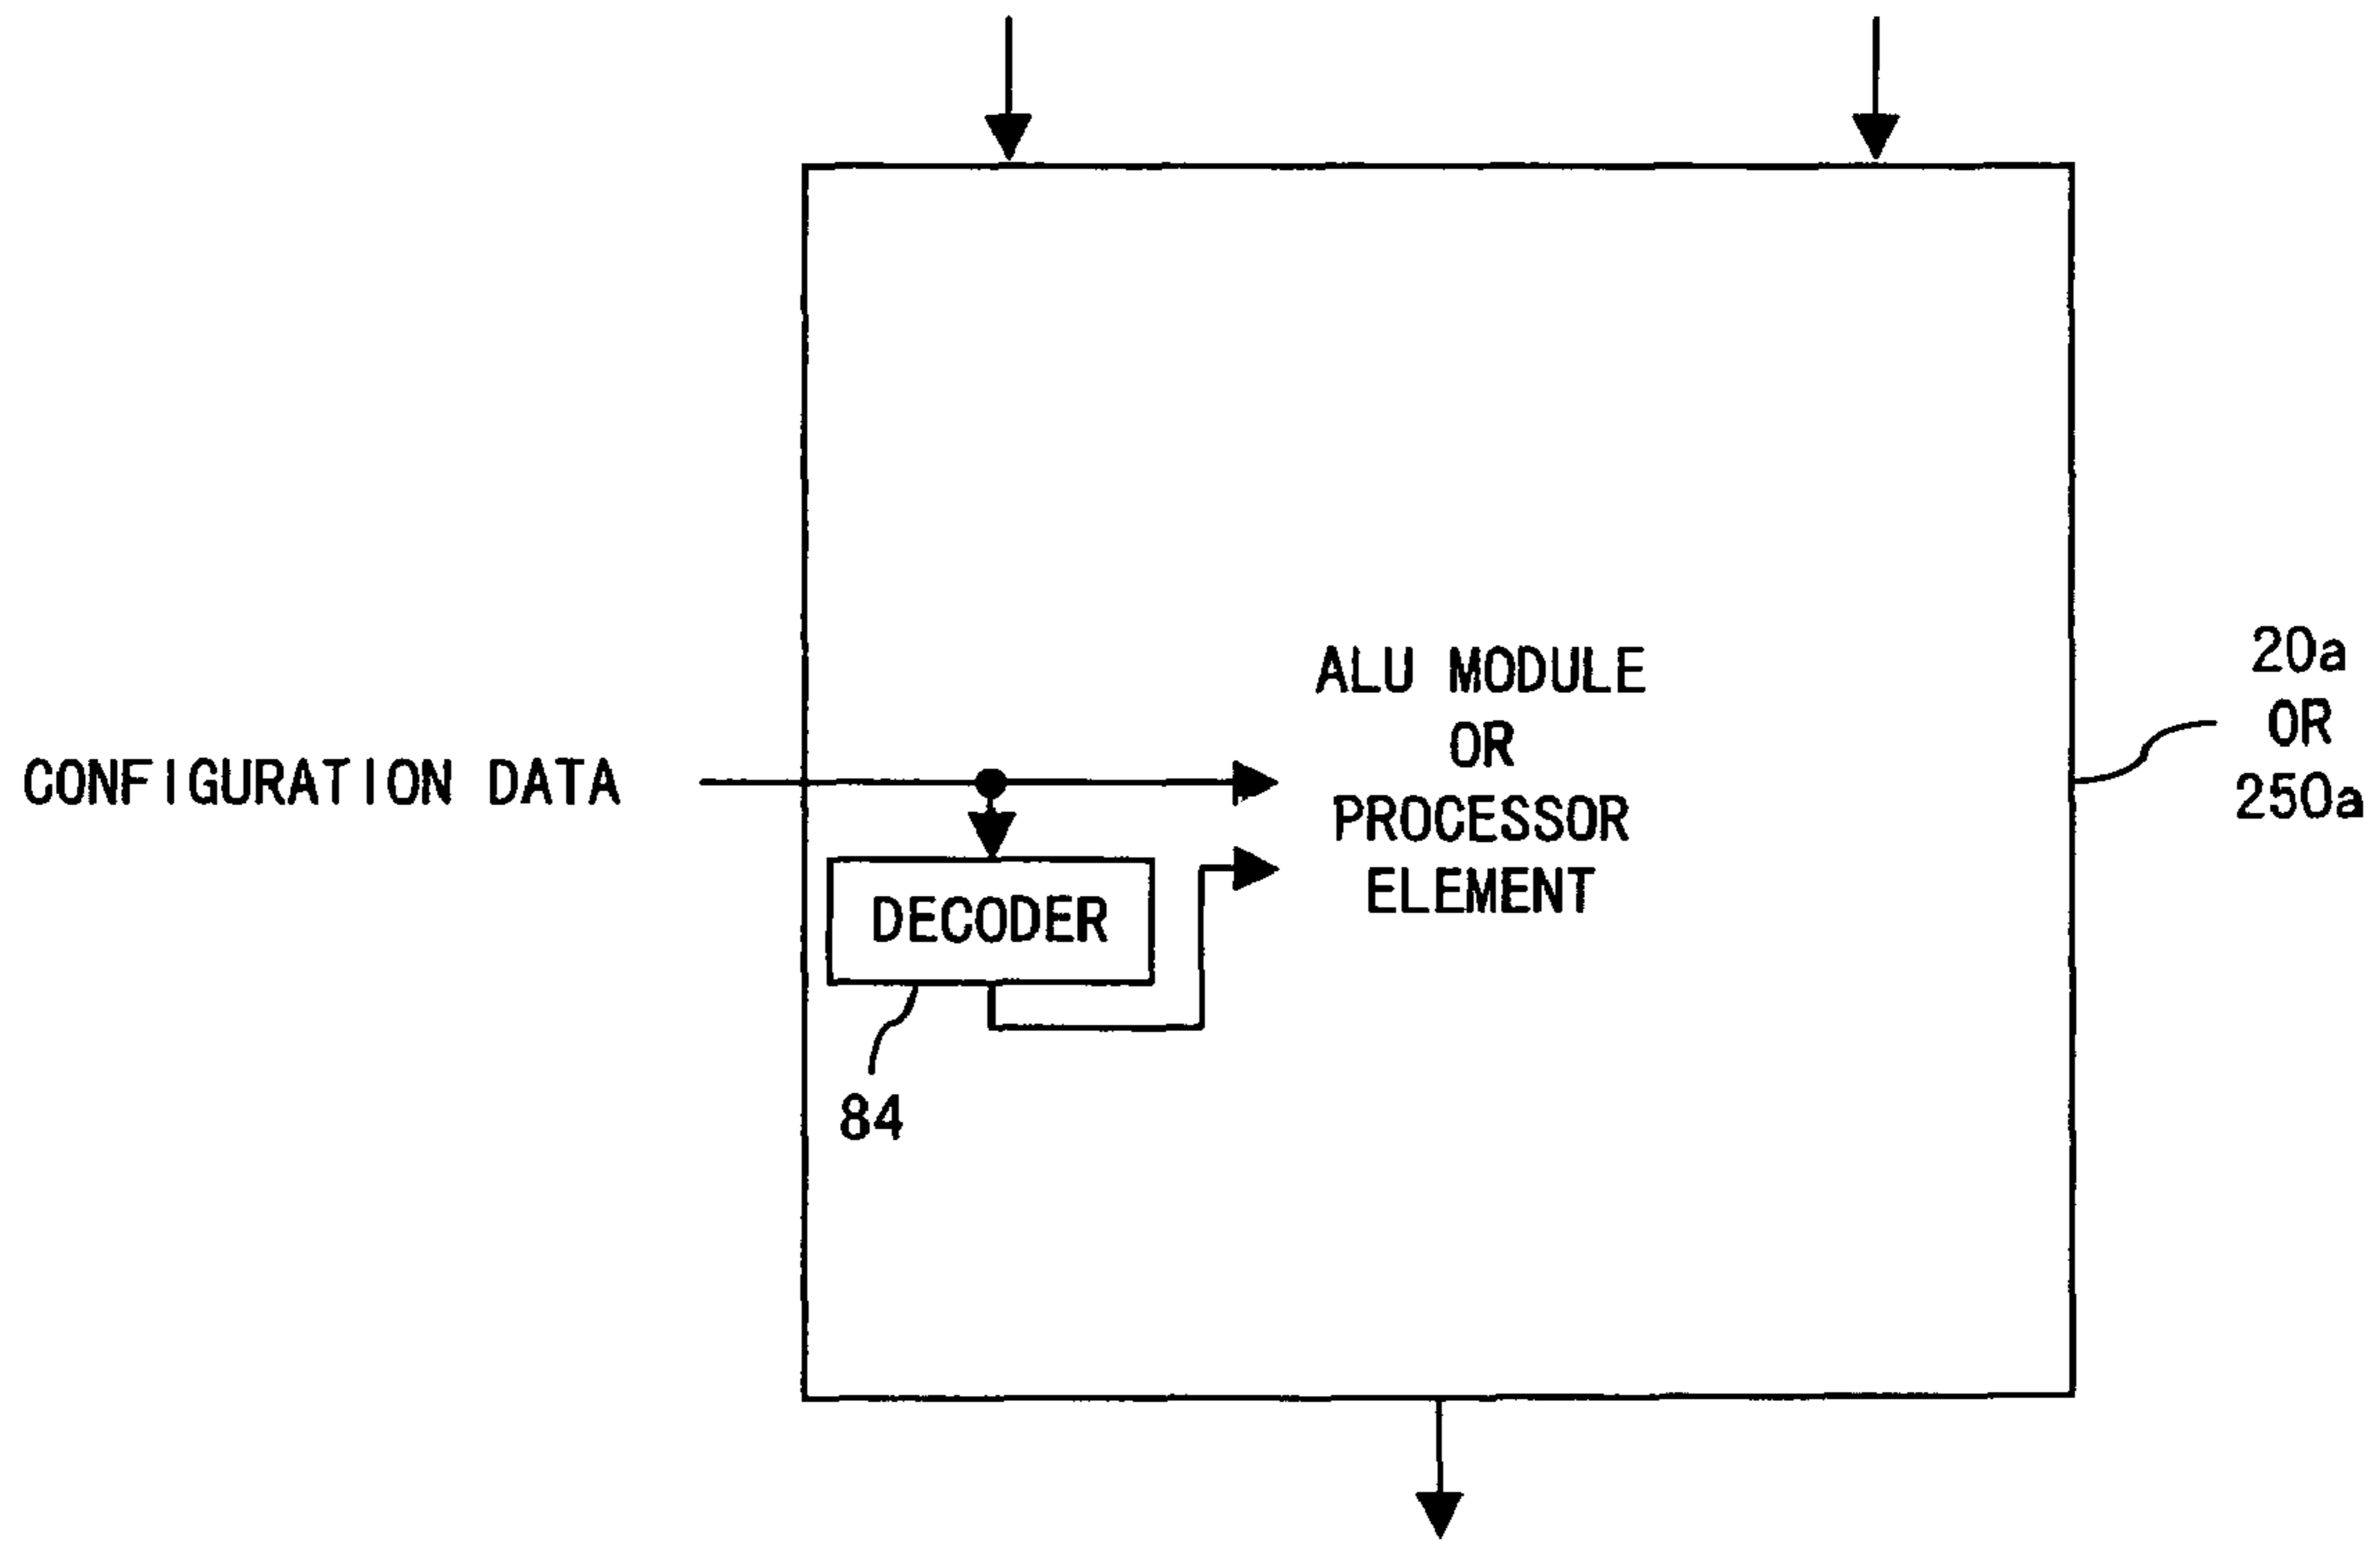 CONFIGURATION DATA
DECODER
84
ALU MODULE
OR
PROCESSOR
ELEMENT
20a
OR
250a